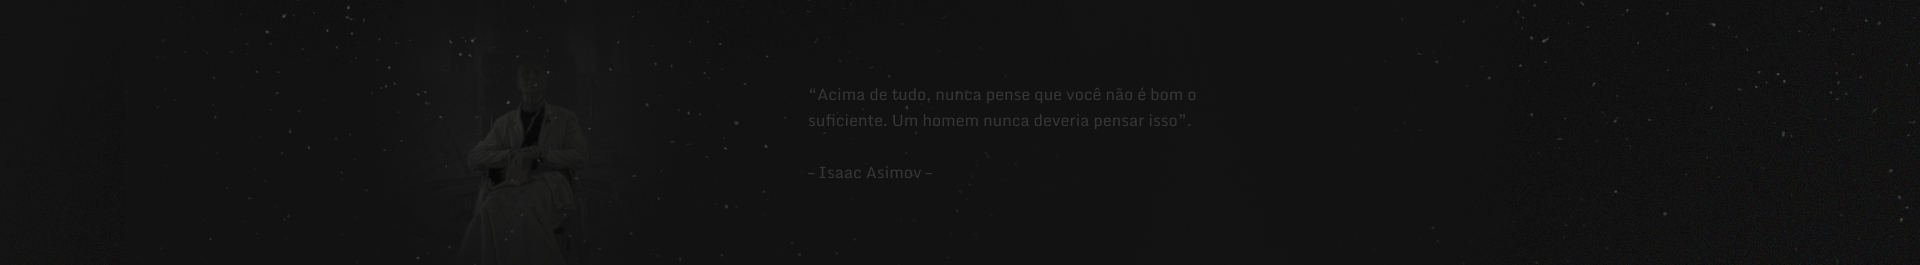 “Acima de tudo, nunca pense que você não é bom o
suficiente. Um homem nunca deveria pensar isso”.
– Isaac Asimov –